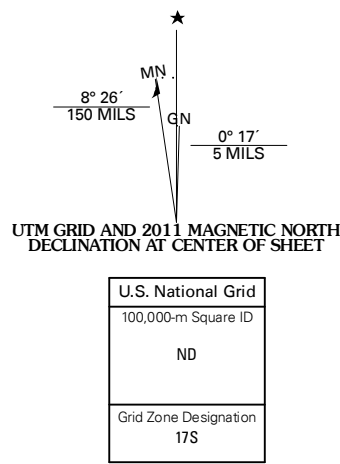 MN
GN
8° 26´
150 MILS
0° 17´
5 MILS
UTM GRID AND 2011 MAGNETIC NORTH
DECLINATION AT CENTER OF SHEET
U.S. National Grid
100,000-m Square ID
ND
Grid Zone Designation
17S